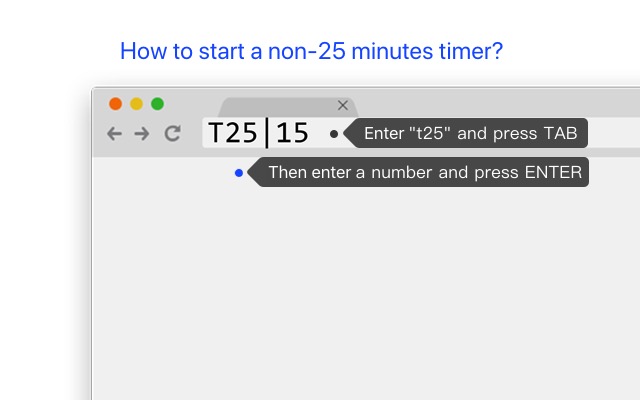 How to start a non-25 minutes timer?
T25|15
Enter "t25" and press TAB
Then enter a number and press ENTER